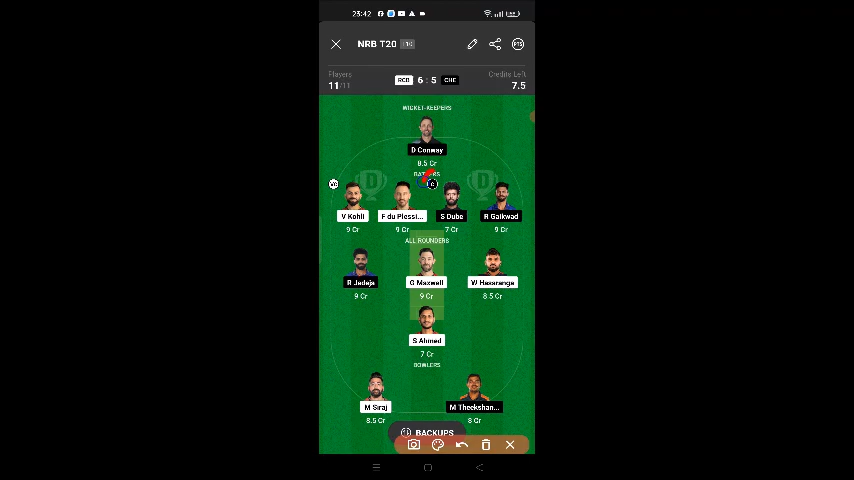 23:42
NRB T20 T10
PTS
Players
Credits Left
11/11
RCB 6 : 5 CHE
7.5
WICKET-KEEPERS
D Conway
8.5 Cr
VC
C
V Kohli
F du Plessi...
S Dube
R Gaikwad
9 Cr
9 Cr
7 Cr
9 Cr
ALL ROUNDERS
R Jadeja
G Maxwell
W Hasaranga
9 Cr
9 Cr
8.5 Cr
S Ahmed
7 Cr
BOWLERS
M Siraj
M Theekshan...
8.5 Cr
8 Cr
BACKUPS